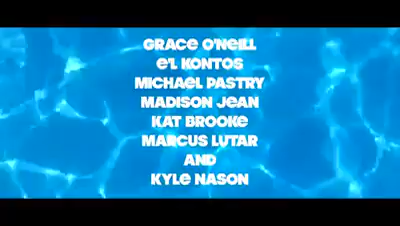 GRACE O'NEILL
E'L KONTOS
MICHAEL PASTRY
MADISON JEAN
KAT BROOKE
MARCUS LUTAR
AND
KYLE NASON